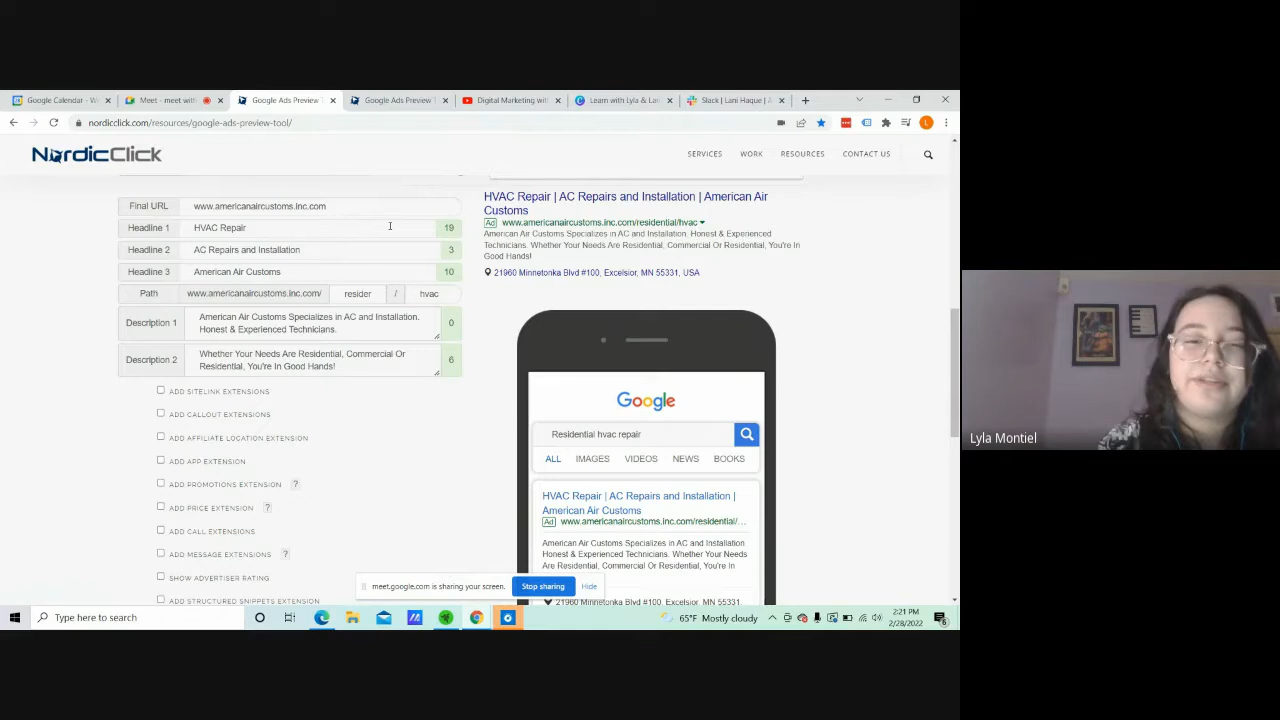 Google Calendar - W
Meet - meet with
Google Ads Preview
Google Ads Preview T
Digital Marketing with
Learn with Lyla & La
Slack | Lani Haque | A
nordicclick.com/resources/google-ads-preview-tool/
L
NordicClick
SERVICES
WORK
RESOURCES
CONTACT US
Final URL
www.americanaircustoms.inc.com
Headline 1
HVAC Repair
19
Headline 2
AC Repairs and Installation
3
Headline 3
American Air Customs
10
Path
www.americanaircustoms.inc.com/
resider
/
hvac
Description 1
American Air Customs Specializes in AC and Installation.
Honest & Experienced Technicians.
0
Description 2
Whether Your Needs Are Residential, Commercial Or
Residential, You're In Good Hands!
6
ADD SITELINK EXTENSIONS
ADD CALLOUT EXTENSIONS
ADD AFFILIATE LOCATION EXTENSION
ADD APP EXTENSION
ADD PROMOTIONS EXTENSION ?
ADD PRICE EXTENSION ?
ADD CALL EXTENSIONS
ADD MESSAGE EXTENSIONS ?
SHOW ADVERTISER RATING
ADD STRUCTURED SNIPPETS EXTENSION
HVAC Repair | AC Repairs and Installation | American Air
Customs
Ad www.americanaircustoms.inc.com/residential/hvac
American Air Customs Specializes in AC and Installation. Honest & Experienced
Technicians. Whether Your Needs Are Residential, Commercial Or Residential, You're In
Good Hands!
21960 Minnetonka Blvd #100, Excelsior, MN 55331, USA
Google
Residential hvac repair
ALL IMAGES VIDEOS NEWS BOOKS
HVAC Repair | AC Repairs and Installation |
American Air Customs
Ad www.americanaircustoms.inc.com/residential/...
American Air Customs Specializes in AC and Installation
Honest & Experienced Technicians. Whether Your Needs
Are Residential, Commercial Or Residential, You're In
21960 Minnetonka Blvd #100, Excelsior, MN 55331,
meet.google.com is sharing your screen.
Stop sharing
Hide
Type here to search
65°F Mostly cloudy
2:21 PM
2/28/2022
6
Lyla Montiel